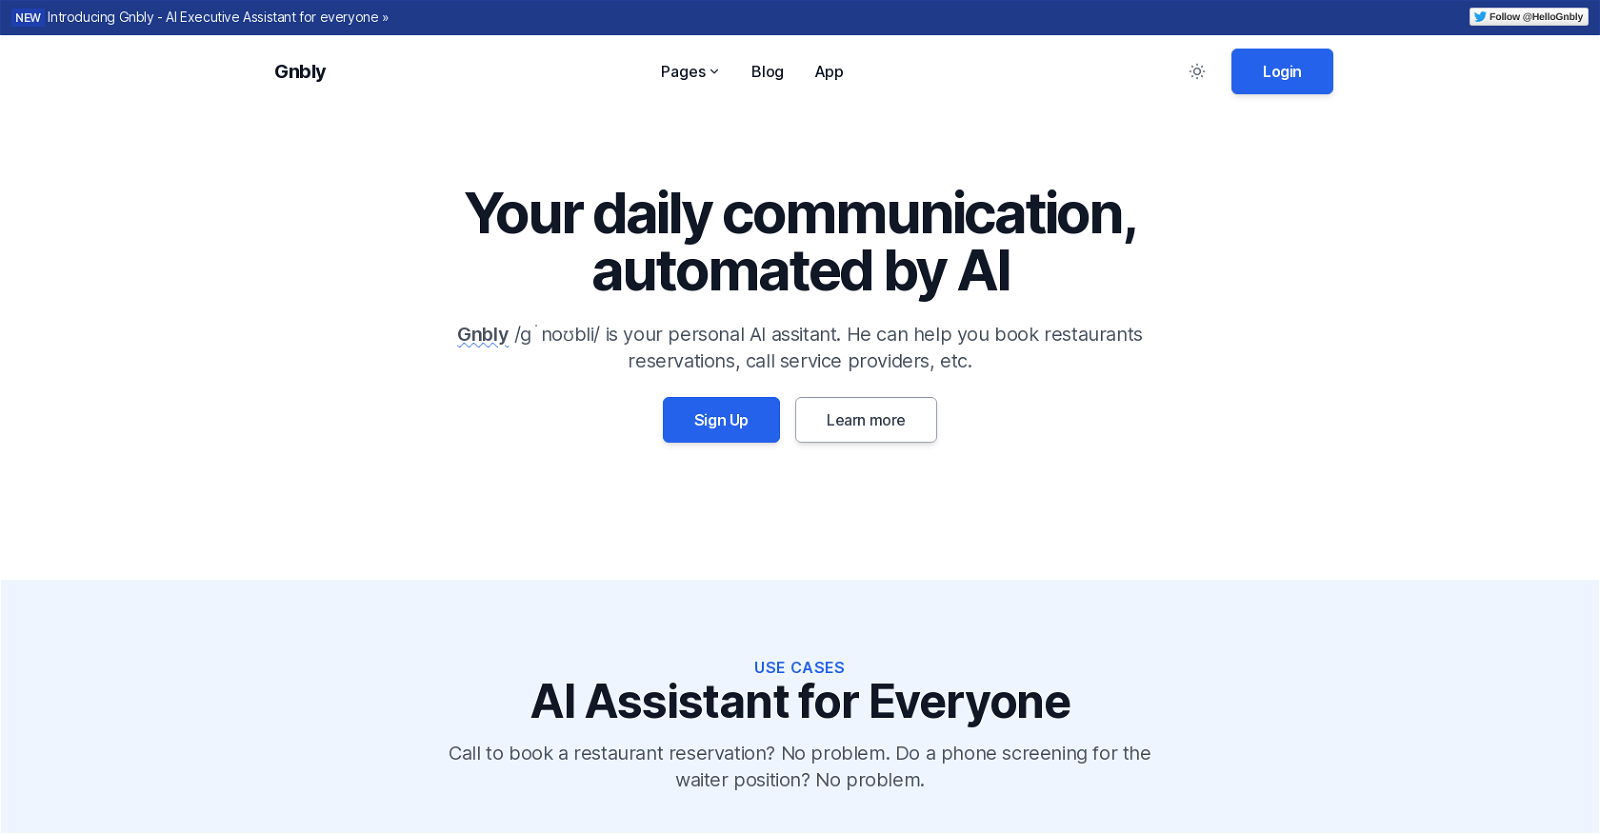 NEW Introducing Gnbly - AI Executive Assistant for everyone »
Follow @HelloGnbly
Gnbly
Pages
Blog
App
Login
Your daily communication,
automated by AI
Gnbly /gˈnoʊbli/ is your personal AI assitant. He can help you book restaurants
reservations, call service providers, etc.
Sign Up
Learn more
USE CASES
AI Assistant for Everyone
Call to book a restaurant reservation? No problem. Do a phone screening for the
waiter position? No problem.